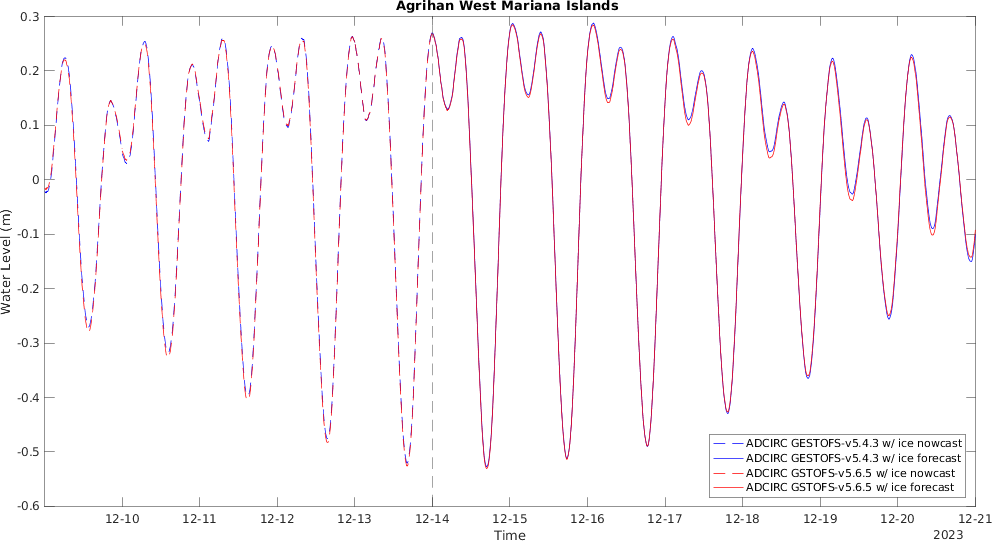 Agrihan West Mariana Islands
0.3
0.2
0.1
0
-0.1
-0.2
-0.3
-0.4
-0.5
-0.6
Water Level (m)
12-10 12-11 12-12 12-13 12-14 12-15 12-16 12-17 12-18 12-19 12-20 12-21
Time
2023
ADCIRC GESTOFS-v5.4.3 w/ ice nowcast
ADCIRC GESTOFS-v5.4.3 w/ ice forecast
ADCIRC GSTOFS-v5.6.5 w/ ice nowcast
ADCIRC GSTOFS-v5.6.5 w/ ice forecast